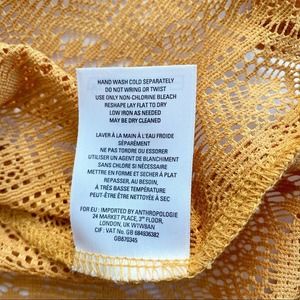 HAND WASH COLD SEPARATELY
DO NOT WRING OR TWIST
USE ONLY NON-CHLORINE BLEACH
RESHAPE LAY FLAT TO DRY
LOW IRON AS NEEDED
MAY BE DRY CLEANED
LAVER À LA MAIN À L'EAU FROIDE
SÉPARÉMENT
NE PAS TORDRE OU ESSORER
UTILISER UN AGENT DE BLANCHIMENT
SANS CHLORE SI NÉCESSAIRE
METTRE EN FORME ET SECHER À PLAT
REPASSER, AU BESOIN,
À TRÈS BASSE TEMPÉRATURE
PEUT ÊTRE NETTOYÉ À SEC
FOR EU : IMPORTED BY ANTHROPOLOGIE
24 MARKET PLACE, 3RD FLOOR,
LONDON, UK W1W8AN
CIF : VAT No. GB 684936382
GB670345